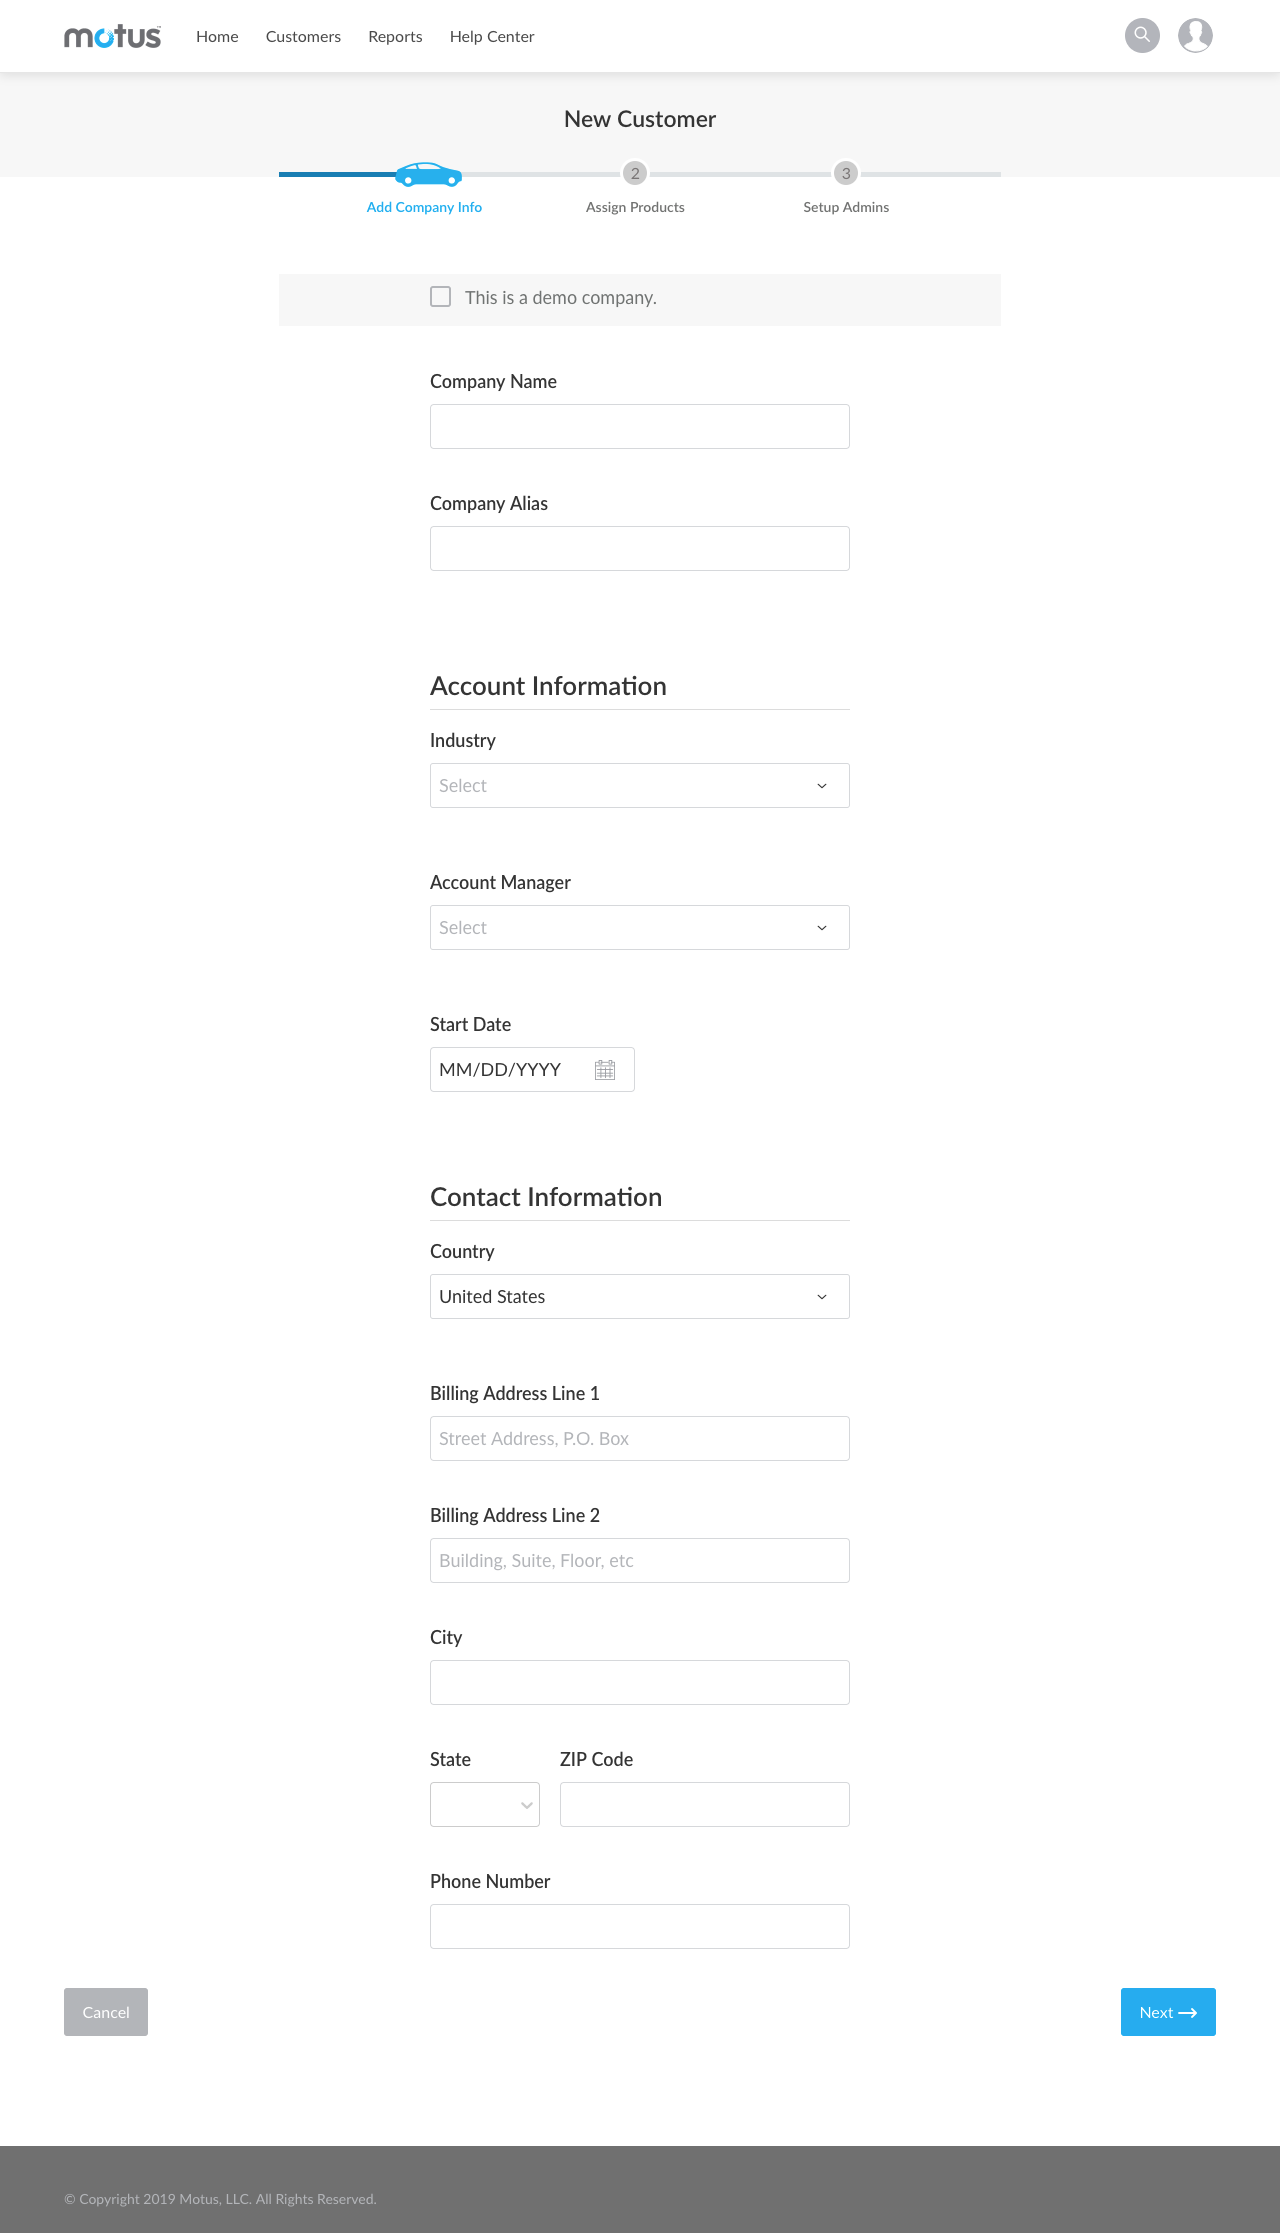 motus™ Home Customers Reports Help Center
New Customer
2 3
Add Company Info Assign Products Setup Admins
This is a demo company.
Company Name
Company Alias
Account Information
Industry
Select
Account Manager
Select
Start Date
MM/DD/YYYY
Contact Information
Country
United States
Billing Address Line 1
Street Address, P.O. Box
Billing Address Line 2
Building, Suite, Floor, etc
City
State ZIP Code
Phone Number
Cancel Next
© Copyright 2019 Motus, LLC. All Rights Reserved.